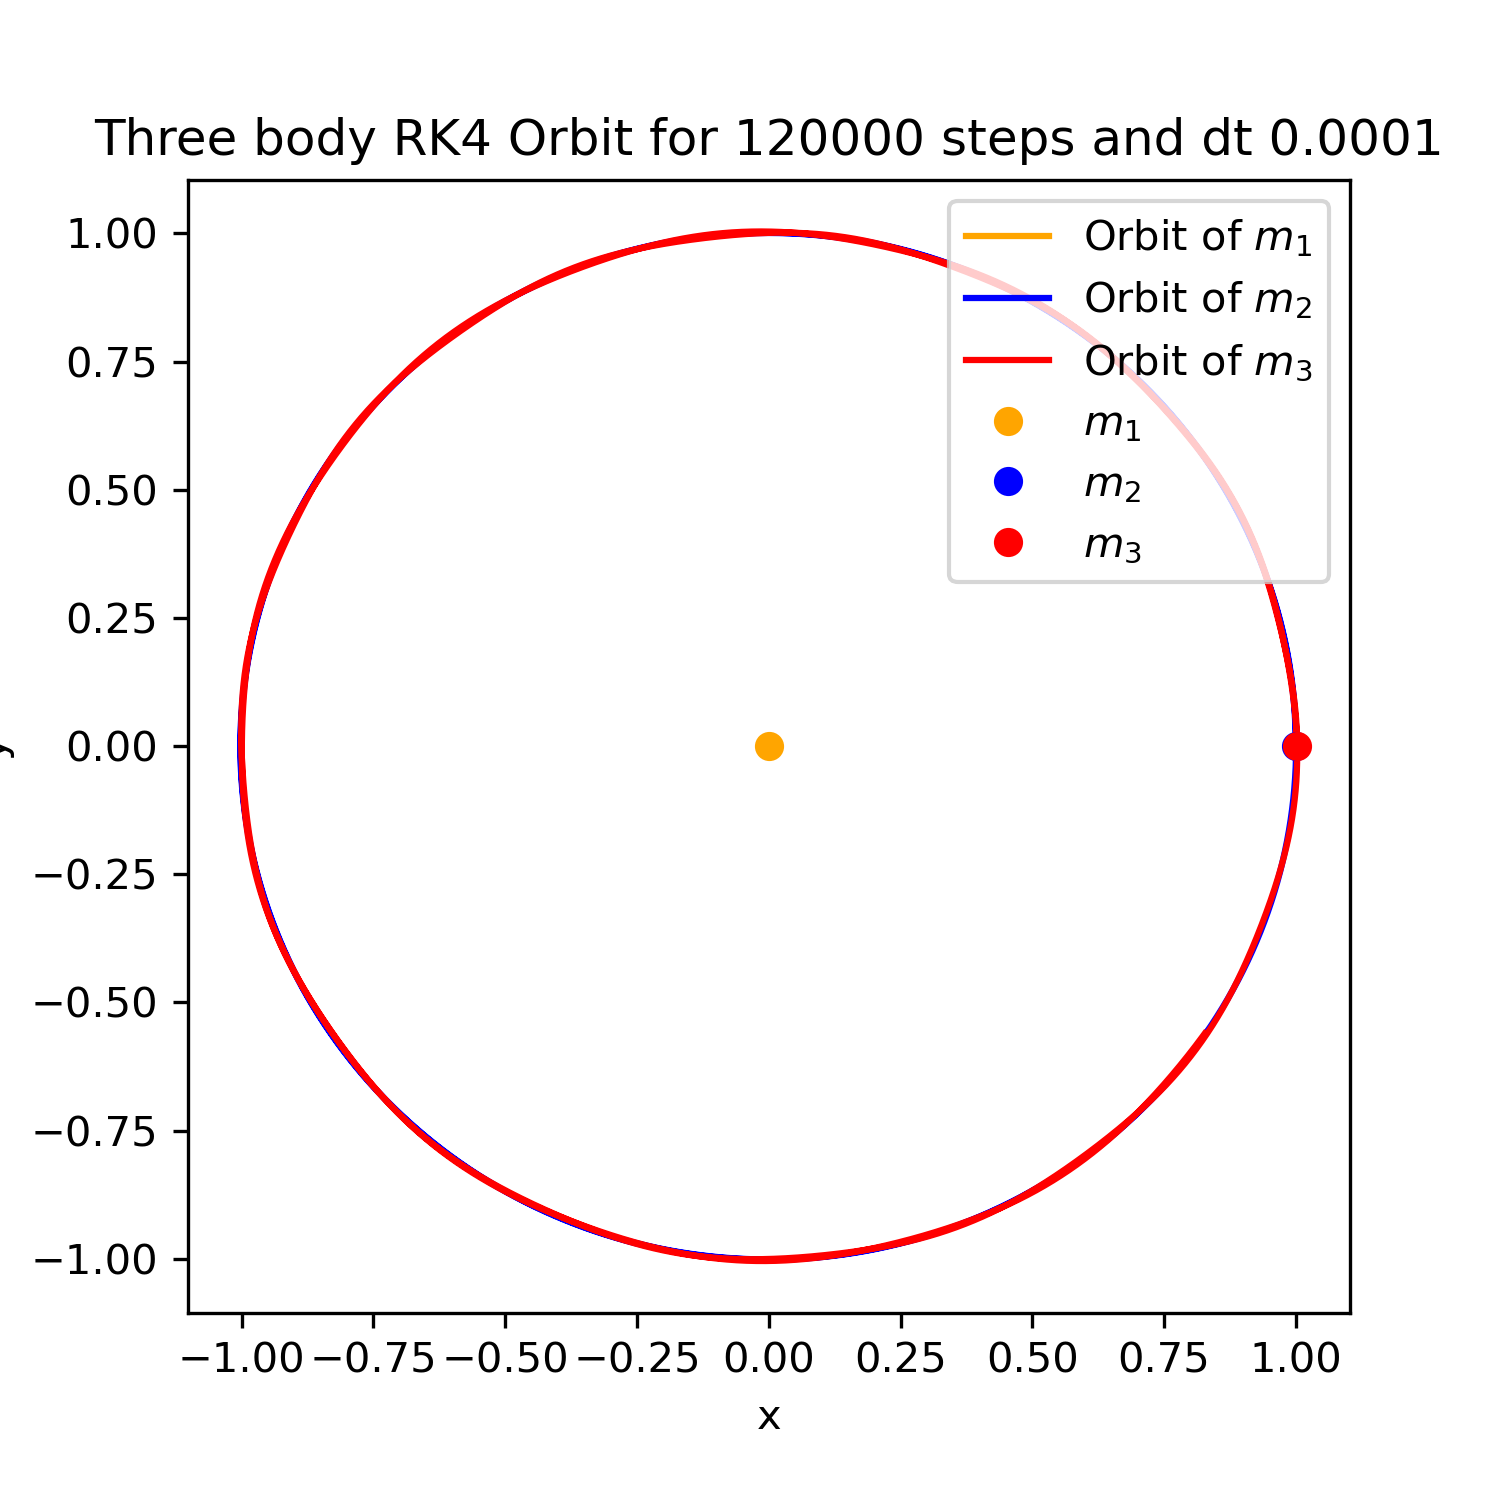 Three body RK4 Orbit for 120000 steps and dt 0.0001
Orbit of m₁
Orbit of m₂
Orbit of m₃
m₁
m₂
m₃
1.00
0.75
0.50
0.25
0.00
−0.25
−0.50
−0.75
−1.00
−1.00 −0.75 −0.50 −0.25 0.00 0.25 0.50 0.75 1.00
x